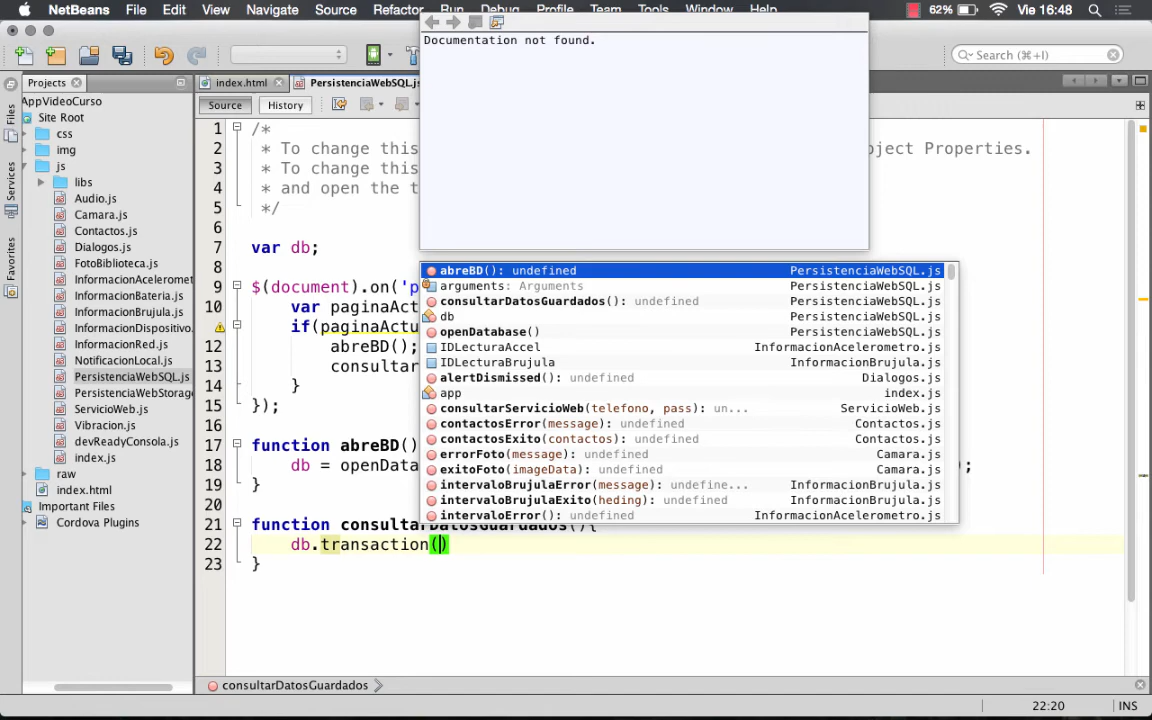 NetBeans File Edit View Navigate Source Refactor Run Debug Profile Team Tools Window Help 62% Vie 16:48
Documentation not found.
Search (⌘+I)
Projects
index.html
PersistenciaWebSQL.js
Source History
Files
Services
Favorites
AppVideoCurso
Site Root
css
img
js
libs
Audio.js
Camara.js
Contactos.js
Dialogos.js
FotoBiblioteca.js
InformacionAceleromet
InformacionBateria.js
InformacionBrujula.js
InformacionDispositivo.
InformacionRed.js
NotificacionLocal.js
PersistenciaWebSQL.js
PersistenciaWebStorage
ServicioWeb.js
Vibracion.js
devReadyConsola.js
index.js
raw
index.html
Important Files
Cordova Plugins
1 /*
2 * To change this oject Properties.
3 * To change this
4 * and open the t
5 */
6
7 var db;
8
9 $(document).on('p
10 var paginaActu
if(paginaActu
12 abreBD();
13 consultar
14 }
15 });
16
17 function abreBD()
18 db = openData );
19 }
20
21 function consultarDatosGuardados(){
22 db.transaction()
23 }
abreBD(): undefined PersistenciaWebSQL.js
arguments: Arguments PersistenciaWebSQL.js
consultarDatosGuardados(): undefined PersistenciaWebSQL.js
db PersistenciaWebSQL.js
openDatabase() PersistenciaWebSQL.js
IDLecturaAccel InformacionAcelerometro.js
IDLecturaBrujula InformacionBrujula.js
alertDismissed(): undefined Dialogos.js
app index.js
consultarServicioWeb(telefono, pass): un... ServicioWeb.js
contactosError(message): undefined Contactos.js
contactosExito(contactos): undefined Contactos.js
errorFoto(message): undefined Camara.js
exitoFoto(imageData): undefined Camara.js
intervaloBrujulaError(message): undefine... InformacionBrujula.js
intervaloBrujulaExito(heding): undefined InformacionBrujula.js
intervaloError(): undefined InformacionAcelerometro.js
consultarDatosGuardados
22:20 INS